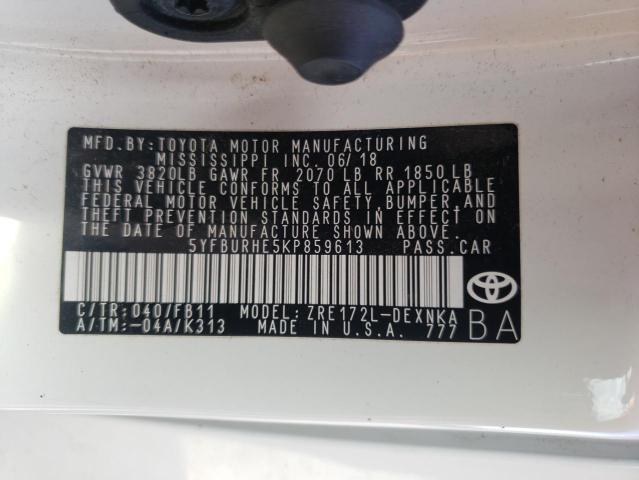 MFD. BY: TOYOTA MOTOR MANUFACTURING
MISSISSIPPI INC. 06/18
GVWR 3820LB GAWR FR 2070 LB RR 1850 LB
THIS VEHICLE CONFORMS TO ALL APPLICABLE
FEDERAL MOTOR VEHICLE SAFETY, BUMPER, AND
THEFT PREVENTION STANDARDS IN EFFECT ON
THE DATE OF MANUFACTURE SHOWN ABOVE.
5YFBURHE5KP859613 PASS. CAR
C/TR: 040/FB11 MODEL: ZRE172L-DEXNKA
A/TM: -04A/K313 MADE IN U.S.A. 777
BA